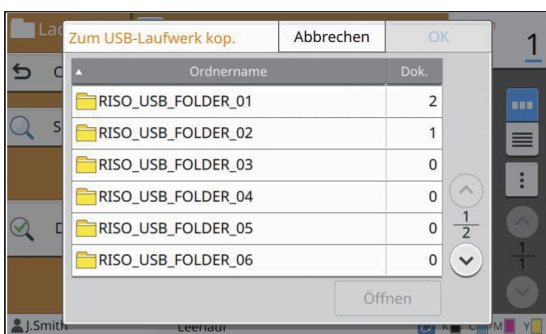 Lad
Zum USB-Laufwerk kop. Abbrechen OK
1
Ordnername Dok.
RISO_USB_FOLDER_01 2
RISO_USB_FOLDER_02 1
RISO_USB_FOLDER_03 0
RISO_USB_FOLDER_04 0
RISO_USB_FOLDER_05 0
RISO_USB_FOLDER_06 0
1
2
1
1
Öffnen
J.Smith Leerlauf K C M Y